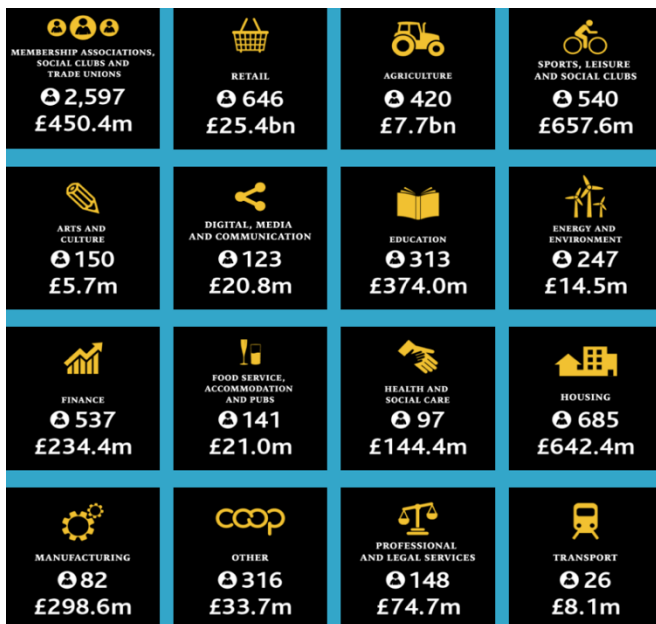 MEMBERSHIP ASSOCIATIONS,
SOCIAL CLUBS AND
TRADE UNIONS
2,597
£450.4m
RETAIL
646
£25.4bn
AGRICULTURE
420
£7.7bn
SPORTS, LEISURE
AND SOCIAL CLUBS
540
£657.6m
ARTS AND
CULTURE
150
£5.7m
DIGITAL, MEDIA
AND COMMUNICATION
123
£20.8m
EDUCATION
313
£374.0m
ENERGY AND
ENVIRONMENT
247
£14.5m
FINANCE
537
£234.4m
FOOD SERVICE,
ACCOMMODATION
AND PUBS
141
£21.0m
HEALTH AND
SOCIAL CARE
97
£144.4m
HOUSING
685
£642.4m
MANUFACTURING
82
£298.6m
coop
OTHER
316
£33.7m
PROFESSIONAL
AND LEGAL SERVICES
148
£74.7m
TRANSPORT
26
£8.1m